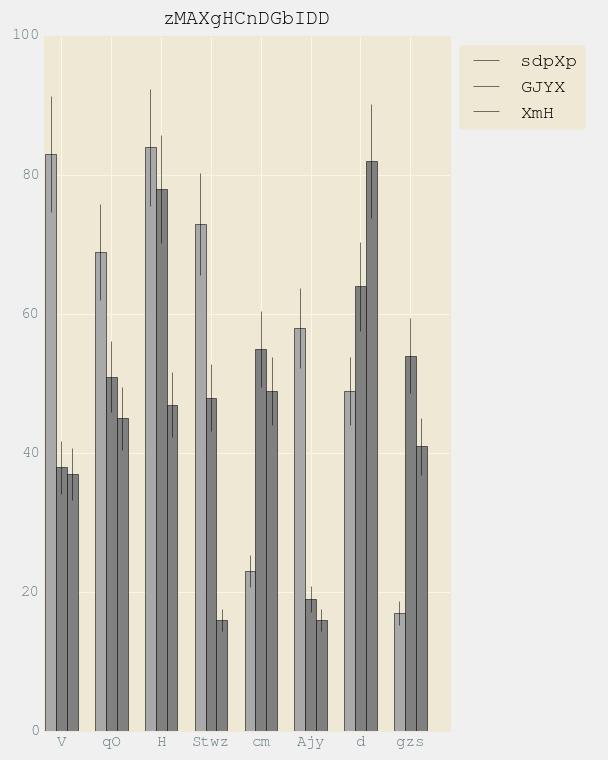 zMAXgHCnDGbIDD
100
80
60
40
20
0
V qO H Stwz cm Ajy d gzs
sdpXp
GJYX
XmH